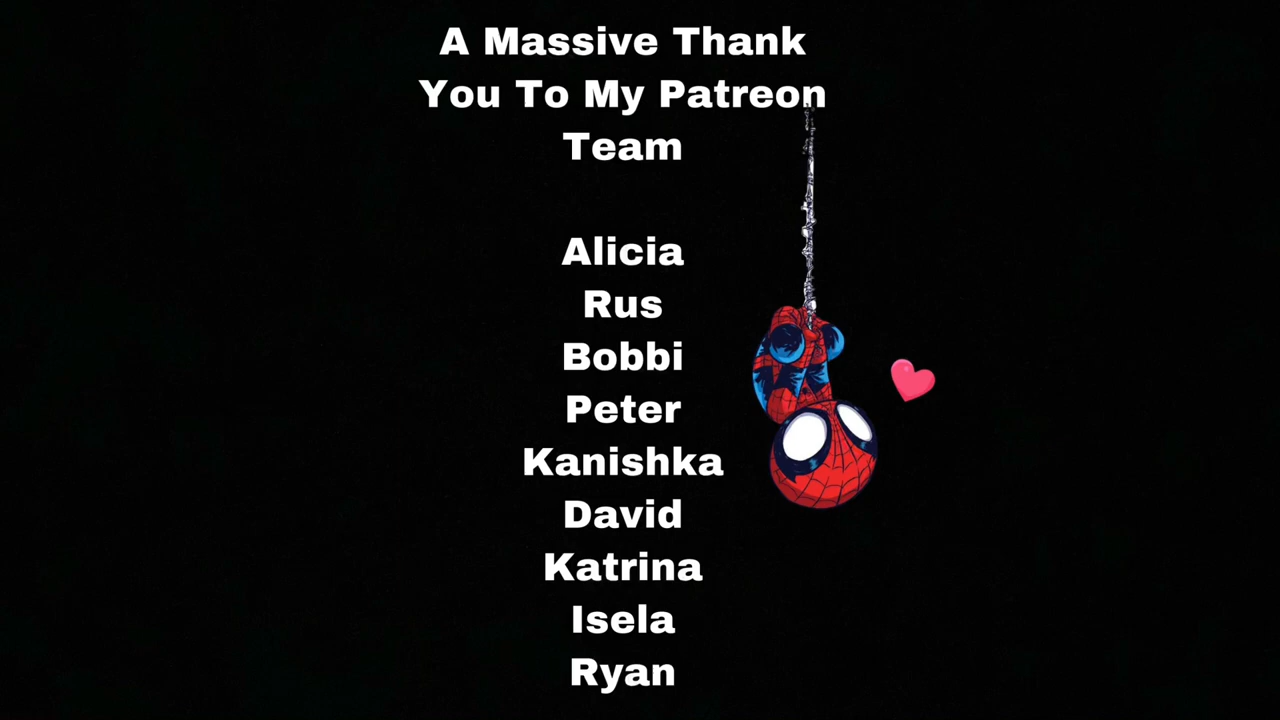 A Massive Thank
You To My Patreon
Team
Alicia
Rus
Bobbi
Peter
Kanishka
David
Katrina
Isela
Ryan